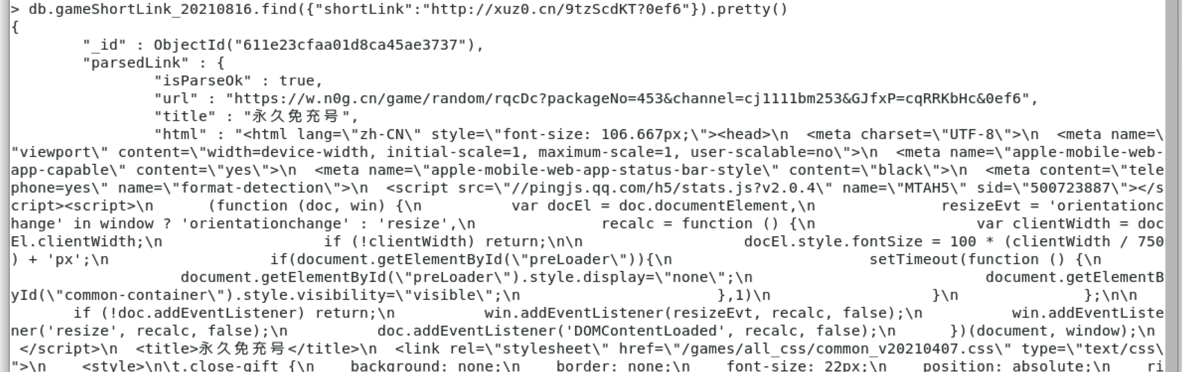 > db.gameShortLink_20210816.find({"shortLink":"http://xuz0.cn/9tzScdKT?0ef6"}).pretty()
{
        "_id" : ObjectId("611e23cfaa01d8ca45ae3737"),
        "parsedLink" : {
                "isParseOk" : true,
                "url" : "https://w.n0g.cn/game/random/rqcDc?packageNo=453&channel=cj1111bm253&GJfxP=cqRRKbHc&0ef6",
                "title" : "永久免充号",
                "html" : "<html lang=\"zh-CN\" style=\"font-size: 106.667px;\"><head>\n  <meta charset=\"UTF-8\">\n  <meta name=\
"viewport\" content=\"width=device-width, initial-scale=1, maximum-scale=1, user-scalable=no\">\n  <meta name=\"apple-mobile-web-
app-capable\" content=\"yes\">\n  <meta name=\"apple-mobile-web-app-status-bar-style\" content=\"black\">\n  <meta content=\"tele
phone=yes\" name=\"format-detection\">\n  <script src=\"//pingjs.qq.com/h5/stats.js?v2.0.4\" name=\"MTAH5\" sid=\"500723887\"></s
cript><script>\n      (function (doc, win) {\n          var docEl = doc.documentElement,\n              resizeEvt = 'orientationc
hange' in window ? 'orientationchange' : 'resize',\n              recalc = function () {\n                  var clientWidth = doc
El.clientWidth;\n                  if (!clientWidth) return;\n\n                  docEl.style.fontSize = 100 * (clientWidth / 750
) + 'px';\n                  if(document.getElementById(\"preLoader\")){\n                      setTimeout(function () {\n
                   document.getElementById(\"preLoader\").style.display=\"none\";\n                          document.getElementB
yId(\"common-container\").style.visibility=\"visible\";\n                      },1)\n                  }\n              };\n\n
       if (!doc.addEventListener) return;\n          win.addEventListener(resizeEvt, recalc, false);\n          win.addEventListe
ner('resize', recalc, false);\n          doc.addEventListener('DOMContentLoaded', recalc, false);\n      })(document, window);\n
 </script>\n  <title>永久免充号</title>\n  <link rel=\"stylesheet\" href=\"/games/all_css/common_v20210407.css\" type=\"text/css\
">\n    <style>\n\t.close-gift {\n    background: none;\n    border: none;\n    font-size: 22px;\n    position: absolute;\n    ri